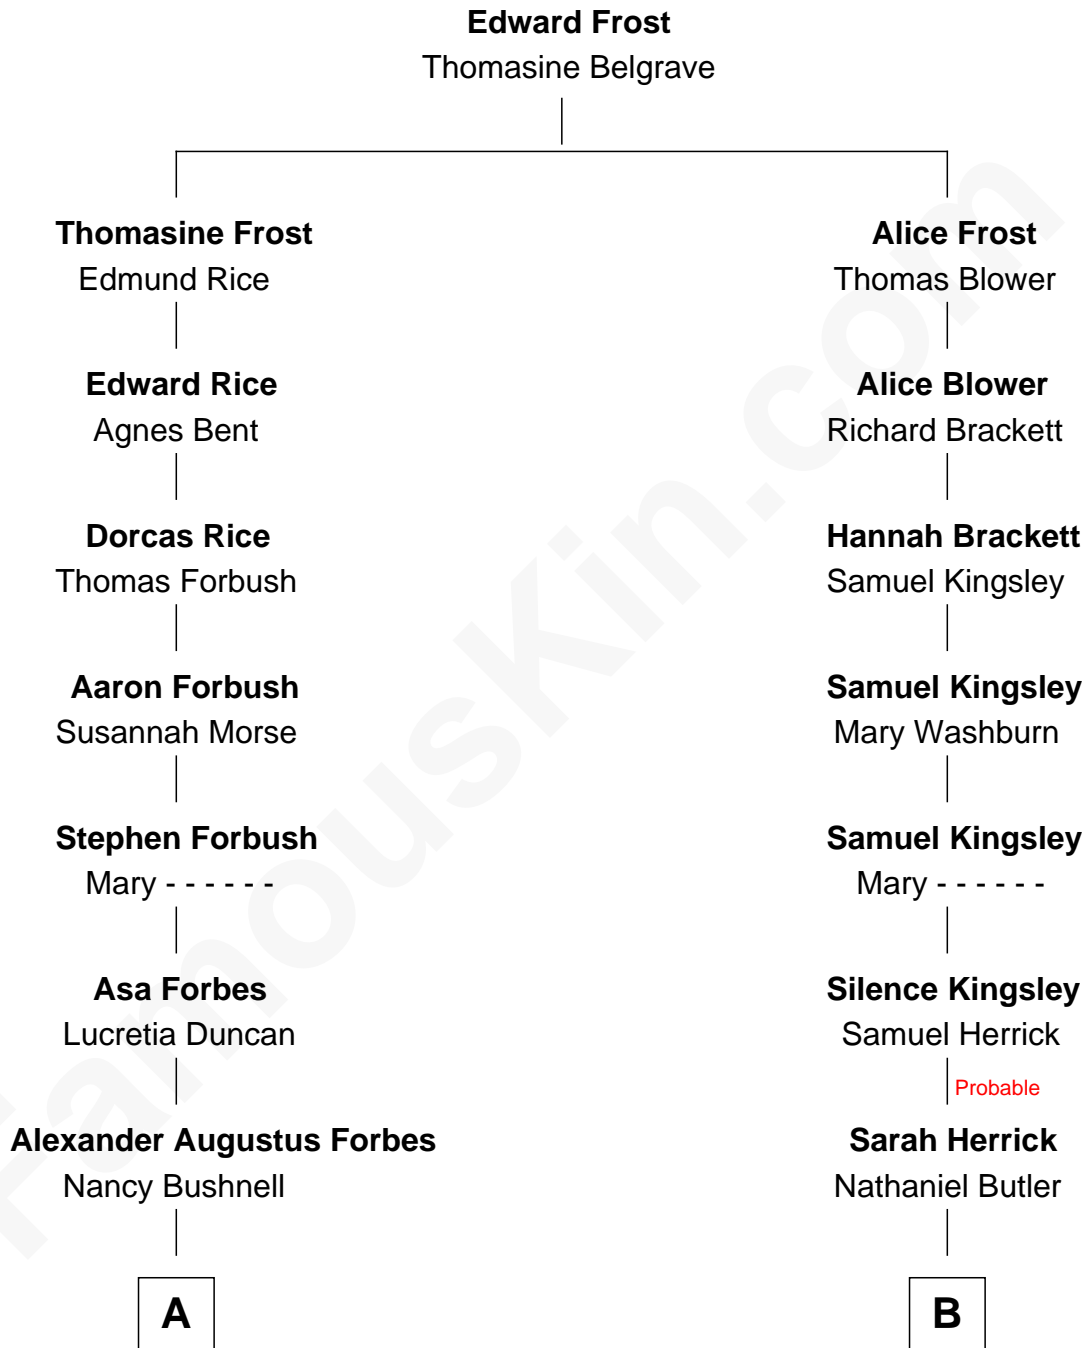 Edward Frost
Thomasine Belgrave
Thomasine Frost
Edmund Rice
Alice Frost
Thomas Blower
Edward Rice
Agnes Bent
Alice Blower
Richard Brackett
Dorcas Rice
Thomas Forbush
Hannah Brackett
Samuel Kingsley
Aaron Forbush
Susannah Morse
Samuel Kingsley
Mary Washburn
Stephen Forbush
Mary - - - - - -
Samuel Kingsley
Mary - - - - - -
Asa Forbes
Lucretia Duncan
Silence Kingsley
Samuel Herrick
Probable
Alexander Augustus Forbes
Nancy Bushnell
Sarah Herrick
Nathaniel Butler
A
B
FamousKin.com